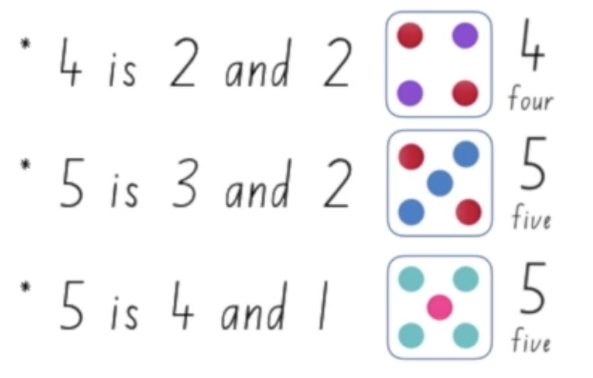 * 4 is 2 and 2 4
four
* 5 is 3 and 2 5
five
* 5 is 4 and 1 5
five